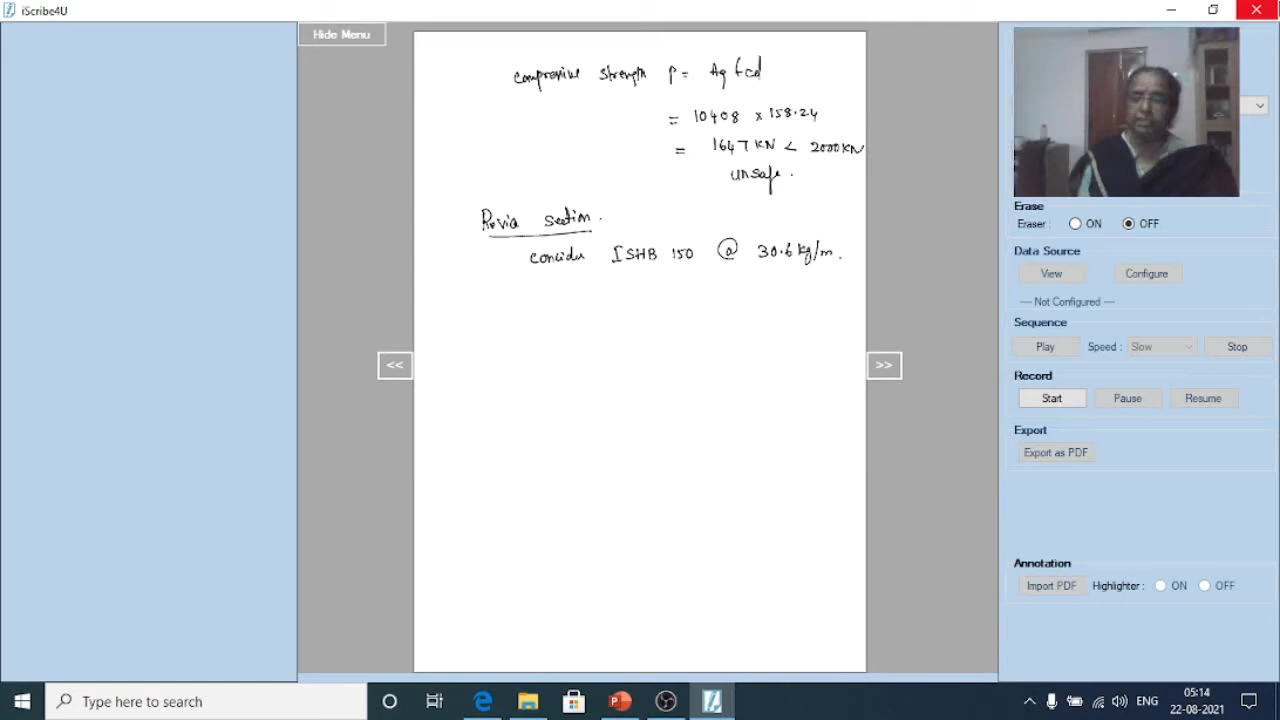 iScribe4U
Hide Menu
compressive strength P = Ag fcd
= 10408 x 158.24
= 1647 KN < 2000KN
unsafe.
Revise section.
consider ISHB 150 @ 30.6 kg/m.
<<
>>
Erase
Eraser : ON OFF
Data Source
View Configure
--- Not Configured ---
Sequence
Play Speed : Slow Stop
Record
Start Pause Resume
Export
Export as PDF
Annotation
Import PDF Highlighter : ON OFF
Type here to search
ENG
05:14
22-08-2021